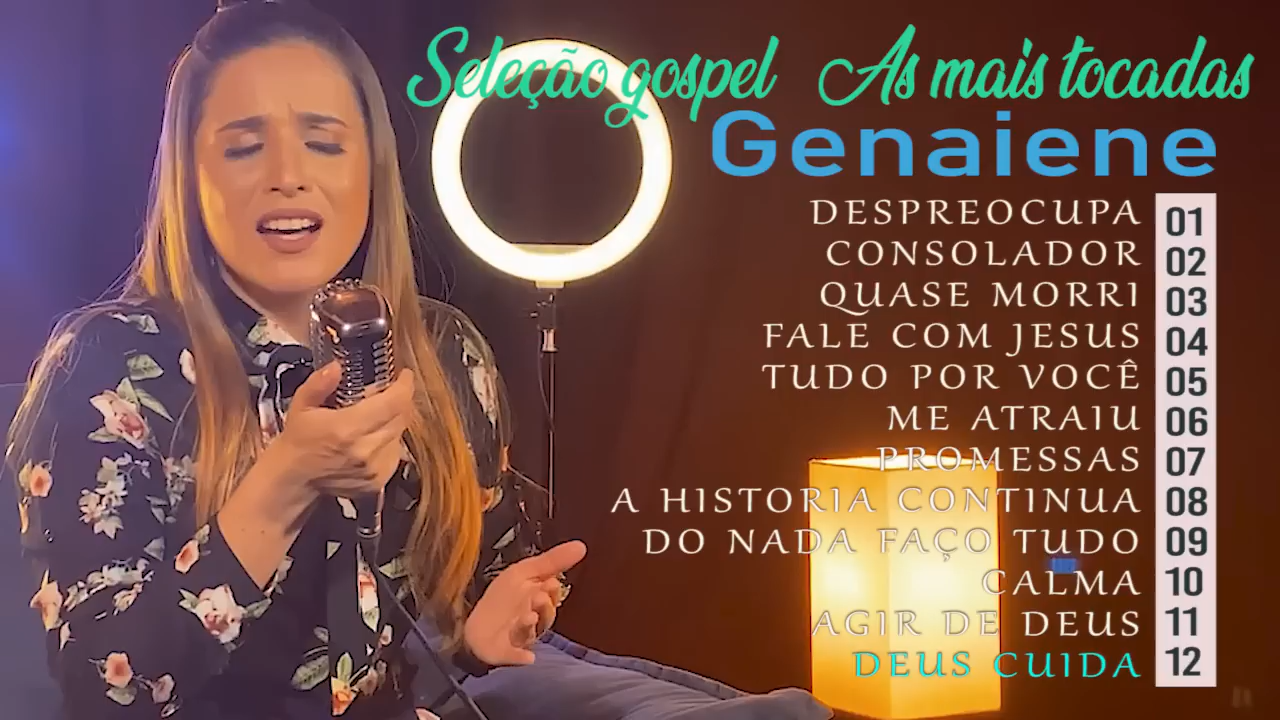 Seleção gospel As mais tocadas
Genaiene
DESPREOCUPA 01
CONSOLADOR 02
QUASE MORRI 03
FALE COM JESUS 04
TUDO POR VOCÊ 05
ME ATRAIU 06
PROMESSAS 07
A HISTORIA CONTINUA 08
DO NADA FAÇO TUDO 09
CALMA 10
AGIR DE DEUS 11
DEUS CUIDA 12